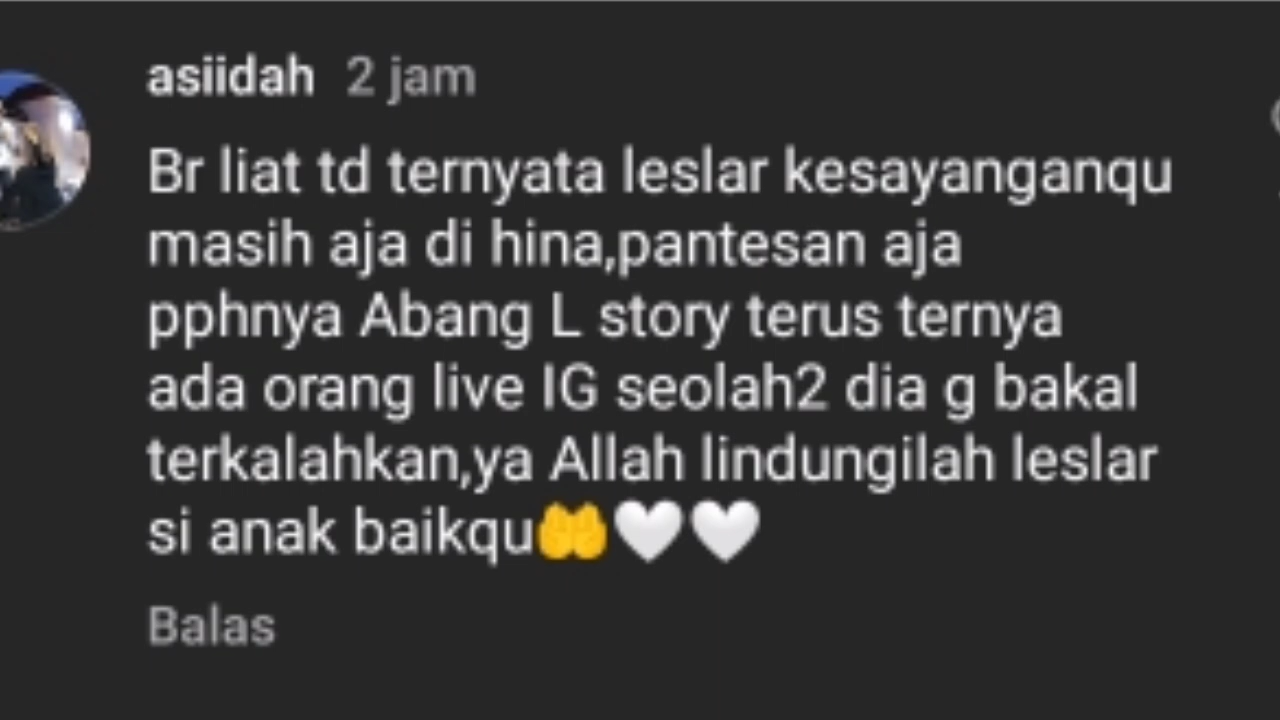 asiidah 2 jam
Br liat td ternyata leslar kesayanganqu
masih aja di hina,pantesan aja
pphnya Abang L story terus ternya
ada orang live IG seolah2 dia g bakal
terkalahkan,ya Allah lindungilah leslar
si anak baikqu🤲🤍🤍
Balas